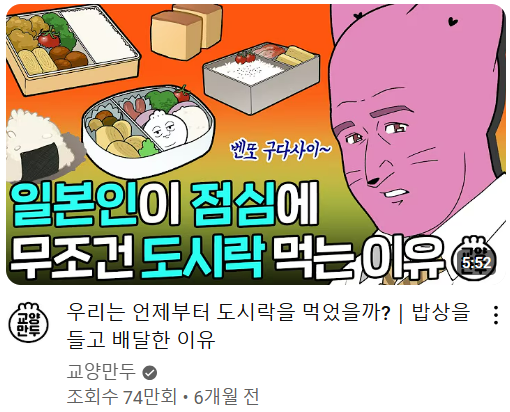 벤또 구다사이~
일본인이 점심에
무조건 도시락 먹는 이유
교양
5:52
교양
만두
우리는 언제부터 도시락을 먹었을까? | 밥상을
들고 배달한 이유
교양만두
조회수 74만회 • 6개월 전